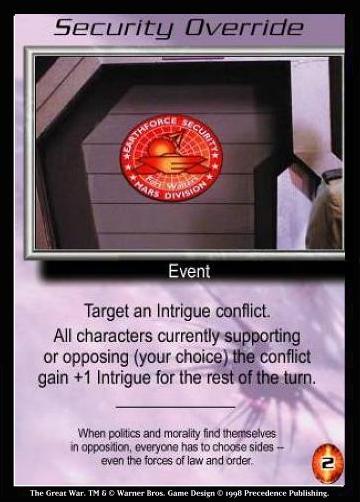 Security Override
EARTHFORCE SECURITY
MARS DIVISION
Event
Target an Intrigue conflict.
All characters currently supporting
or opposing (your choice) the conflict
gain +1 Intrigue for the rest of the turn.
When politics and morality find themselves
in opposition, everyone has to choose sides --
even the forces of law and order.
2
The Great War. TM & © Warner Bros. Game Design © 1998 Precedence Publishing.